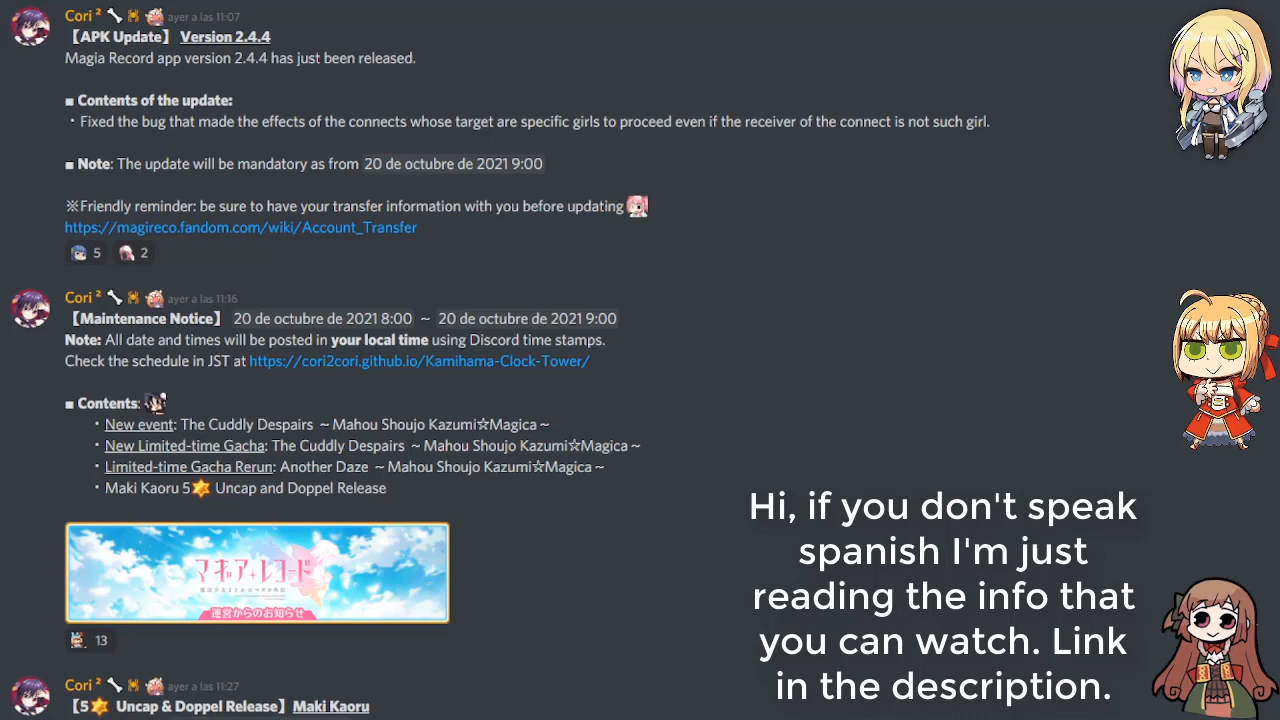 Cori ² ayer a las 11:07
【APK Update】 Version 2.4.4
Magia Record app version 2.4.4 has just been released.
■ Contents of the update:
・Fixed the bug that made the effects of the connects whose target are specific girls to proceed even if the receiver of the connect is not such girl.
■ Note: The update will be mandatory as from 20 de octubre de 2021 9:00
※Friendly reminder: be sure to have your transfer information with you before updating
https://magireco.fandom.com/wiki/Account_Transfer
5 2
Cori ² ayer a las 11:16
【Maintenance Notice】 20 de octubre de 2021 8:00 ~ 20 de octubre de 2021 9:00
Note: All date and times will be posted in your local time using Discord time stamps.
Check the schedule in JST at https://cori2cori.github.io/Kamihama-Clock-Tower/
■ Contents:
・New event: The Cuddly Despairs ~Mahou Shoujo Kazumi☆Magica~
・New Limited-time Gacha: The Cuddly Despairs ~Mahou Shoujo Kazumi☆Magica~
・Limited-time Gacha Rerun: Another Daze ~Mahou Shoujo Kazumi☆Magica~
・Maki Kaoru 5 Uncap and Doppel Release
マギアレコード
運営からのお知らせ
13
Cori ² ayer a las 11:27
【5 Uncap & Doppel Release】 Maki Kaoru
Hi, if you don't speak
spanish I'm just
reading the info that
you can watch. Link
in the description.